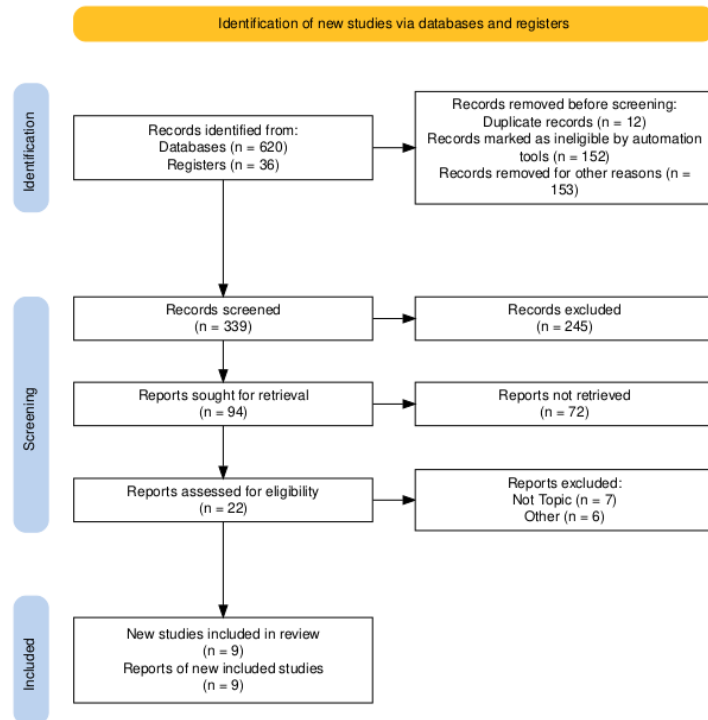 Identification of new studies via databases and registers
Identification
Records identified from:
Databases (n = 620)
Registers (n = 36)
Records removed before screening:
Duplicate records (n = 12)
Records marked as ineligible by automation
tools (n = 152)
Records removed for other reasons (n =
153)
Screening
Records screened
(n = 339)
Records excluded
(n = 245)
Reports sought for retrieval
(n = 94)
Reports not retrieved
(n = 72)
Reports assessed for eligibility
(n = 22)
Reports excluded:
Not Topic (n = 7)
Other (n = 6)
Included
New studies included in review
(n = 9)
Reports of new included studies
(n = 9)